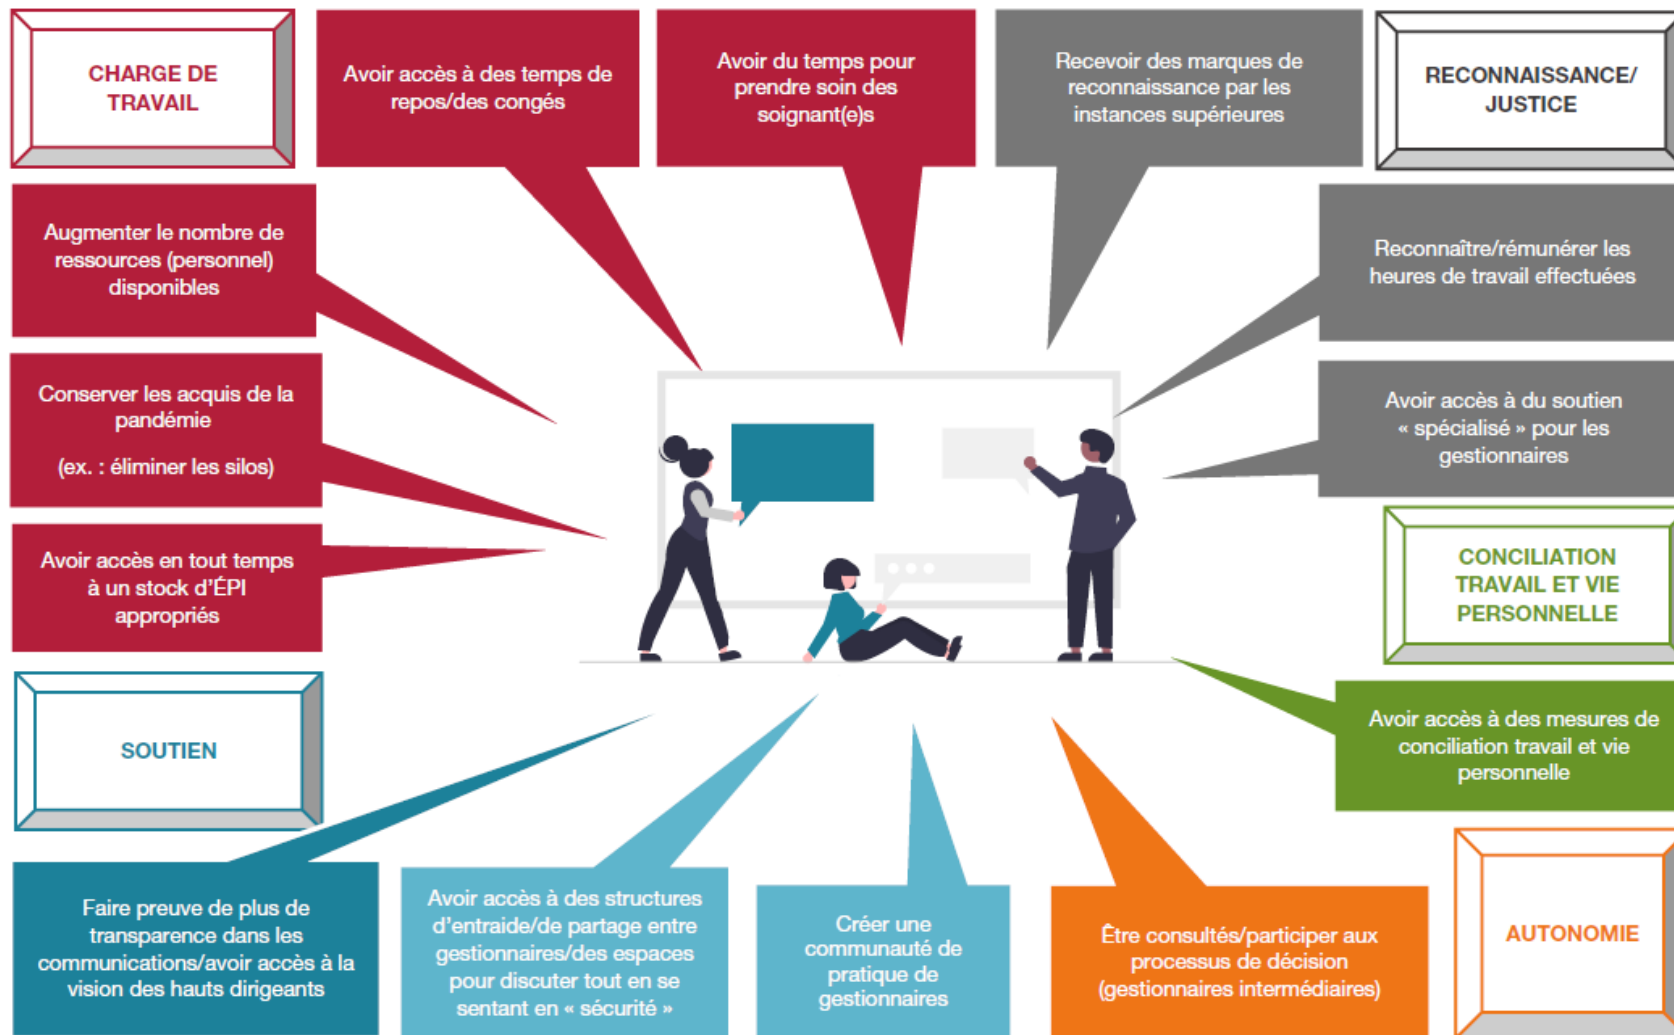 CHARGE DE
TRAVAIL
Avoir accès à des temps de
repos/des congés
Avoir du temps pour
prendre soin des
soignant(e)s
Recevoir des marques de
reconnaissance par les
instances supérieures
RECONNAISSANCE/
JUSTICE
Augmenter le nombre de
ressources (personnel)
disponibles
Reconnaître/rémunérer les
heures de travail effectuées
Conserver les acquis de la
pandémie
(ex. : éliminer les silos)
Avoir accès à du soutien
« spécialisé » pour les
gestionnaires
Avoir accès en tout temps
à un stock d’ÉPI
appropriés
CONCILIATION
TRAVAIL ET VIE
PERSONNELLE
SOUTIEN
Avoir accès à des mesures de
conciliation travail et vie
personnelle
Faire preuve de plus de
transparence dans les
communications/avoir accès à la
vision des hauts dirigeants
Avoir accès à des structures
d’entraide/de partage entre
gestionnaires/des espaces
pour discuter tout en se
sentant en « sécurité »
Créer une
communauté de
pratique de
gestionnaires
Être consultés/participer aux
processus de décision
(gestionnaires intermédiaires)
AUTONOMIE